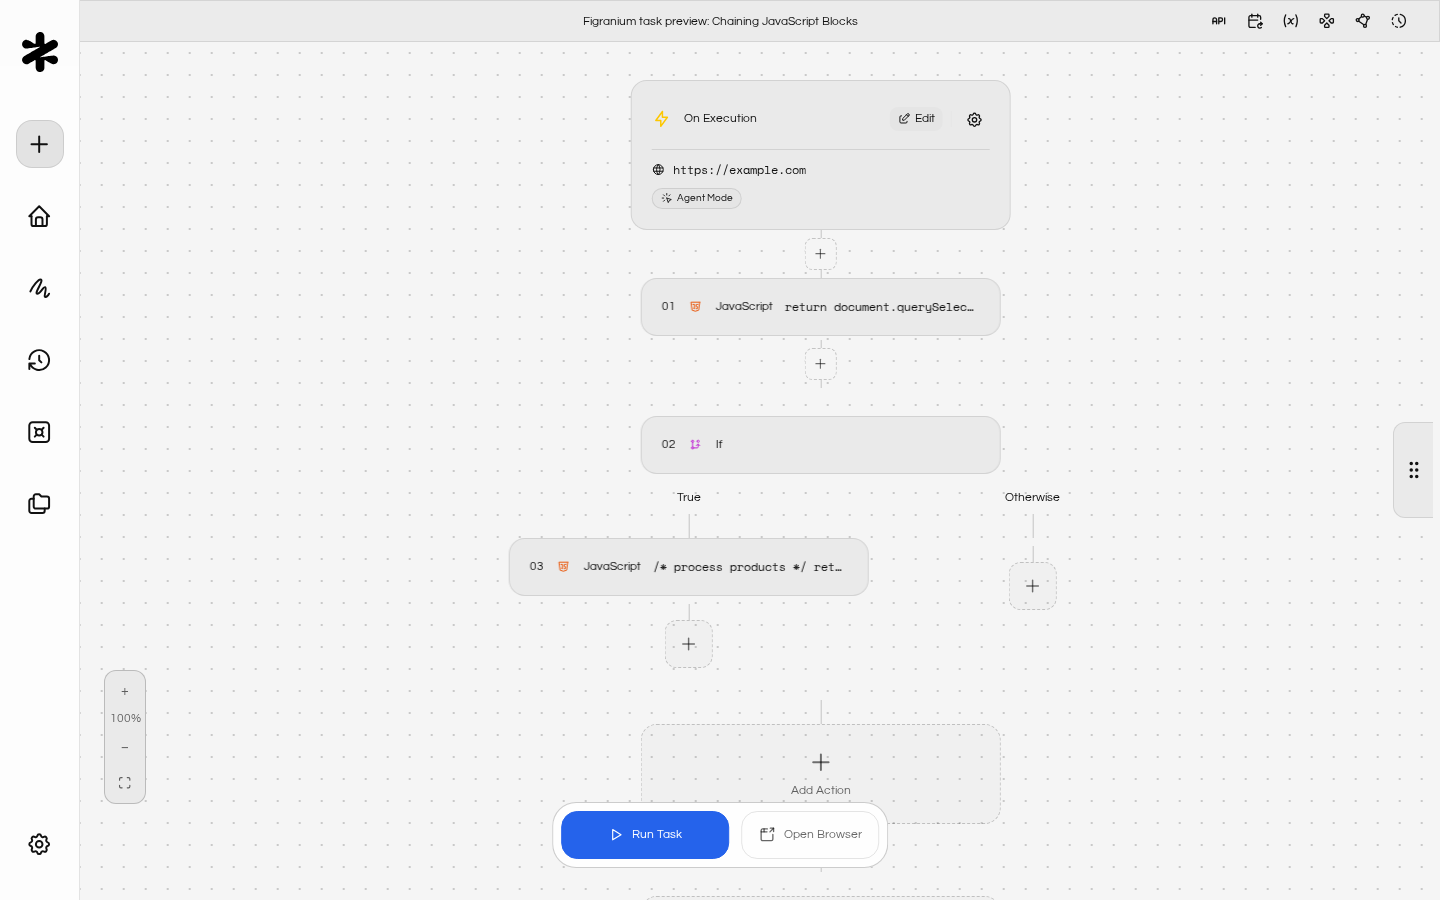 Figranium task preview: Chaining JavaScript Blocks
API
(x)
On Execution
Edit
https://example.com
Agent Mode
01 JavaScript return document.querySelec…
02 If
True
Otherwise
03 JavaScript /* process products */ ret…
+
100%
−
Add Action
Run Task
Open Browser